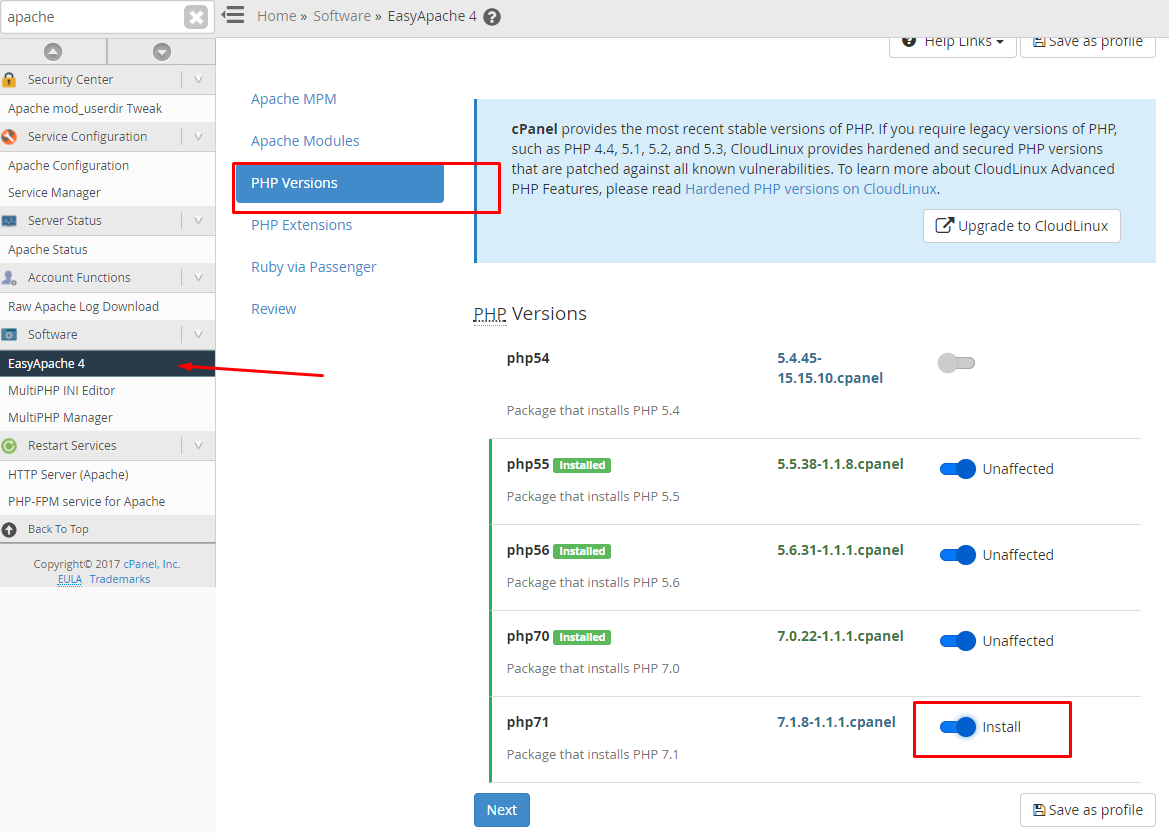 apache
Home » Software » EasyApache 4
Help Links
Save as profile
Security Center
Apache mod_userdir Tweak
Service Configuration
Apache Configuration
Service Manager
Server Status
Apache Status
Account Functions
Raw Apache Log Download
Software
EasyApache 4
MultiPHP INI Editor
MultiPHP Manager
Restart Services
HTTP Server (Apache)
PHP-FPM service for Apache
Back To Top
Copyright© 2017 cPanel, Inc.
EULA Trademarks
Apache MPM
Apache Modules
PHP Versions
PHP Extensions
Ruby via Passenger
Review
cPanel provides the most recent stable versions of PHP. If you require legacy versions of PHP,
such as PHP 4.4, 5.1, 5.2, and 5.3, CloudLinux provides hardened and secured PHP versions
that are patched against all known vulnerabilities. To learn more about CloudLinux Advanced
PHP Features, please read Hardened PHP versions on CloudLinux.
Upgrade to CloudLinux
PHP Versions
php54
5.4.45-
15.15.10.cpanel
Package that installs PHP 5.4
php55 Installed 5.5.38-1.1.8.cpanel Unaffected
Package that installs PHP 5.5
php56 Installed 5.6.31-1.1.1.cpanel Unaffected
Package that installs PHP 5.6
php70 Installed 7.0.22-1.1.1.cpanel Unaffected
Package that installs PHP 7.0
php71 7.1.8-1.1.1.cpanel Install
Package that installs PHP 7.1
Next
Save as profile